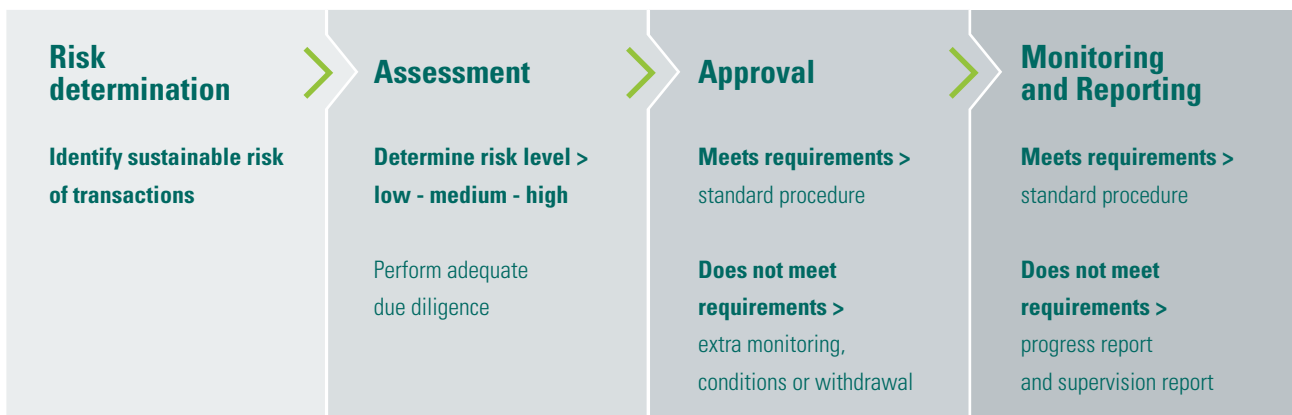 Risk
determination
Identify sustainable risk
of transactions
Assessment
Determine risk level >
low - medium - high
Perform adequate
due diligence
Approval
Meets requirements >
standard procedure
Does not meet
requirements >
extra monitoring,
conditions or withdrawal
Monitoring
and Reporting
Meets requirements >
standard procedure
Does not meet
requirements >
progress report
and supervision report